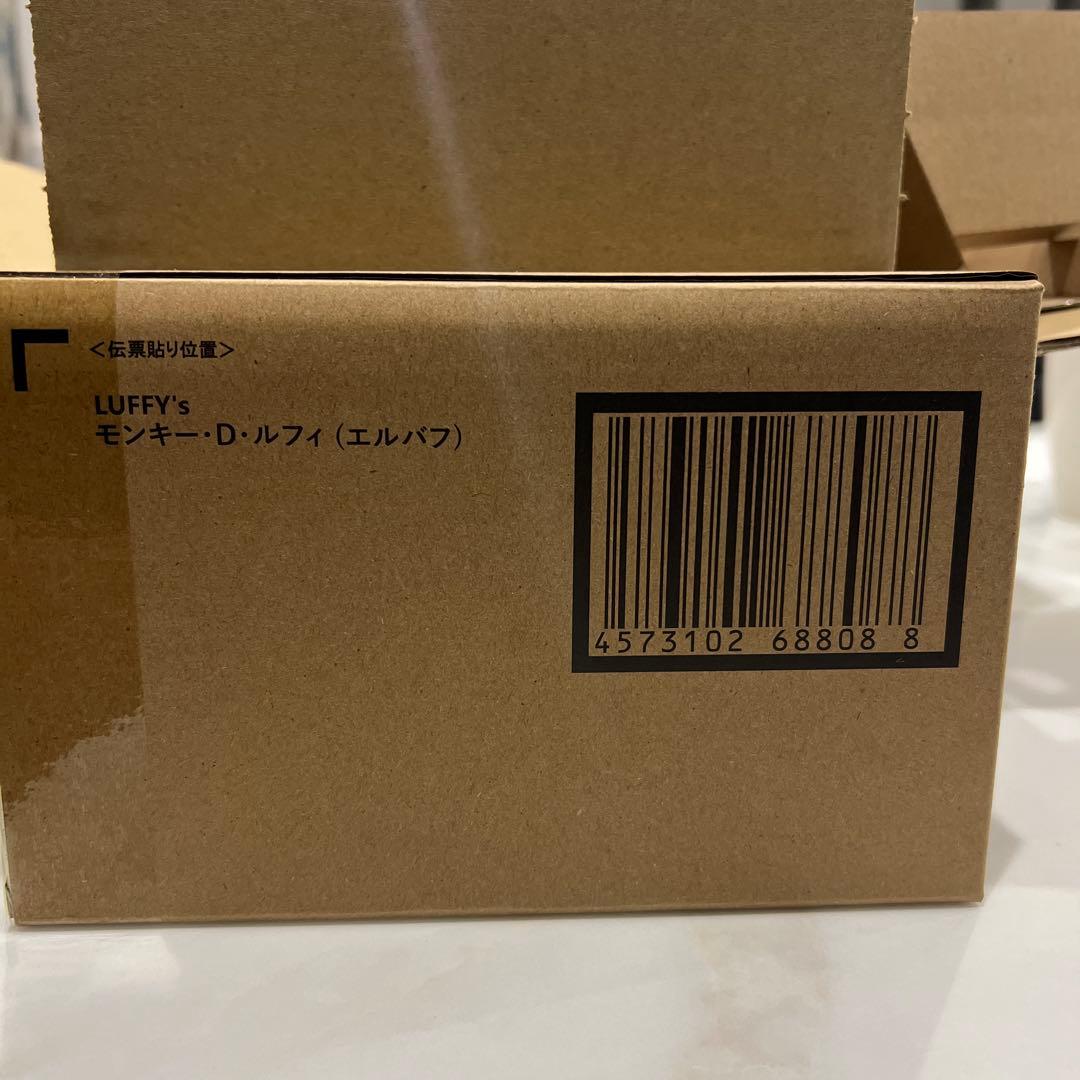 ＜伝票貼り位置＞
LUFFY's
モンキー・D・ルフィ (エルバフ)
4573102 68808 8